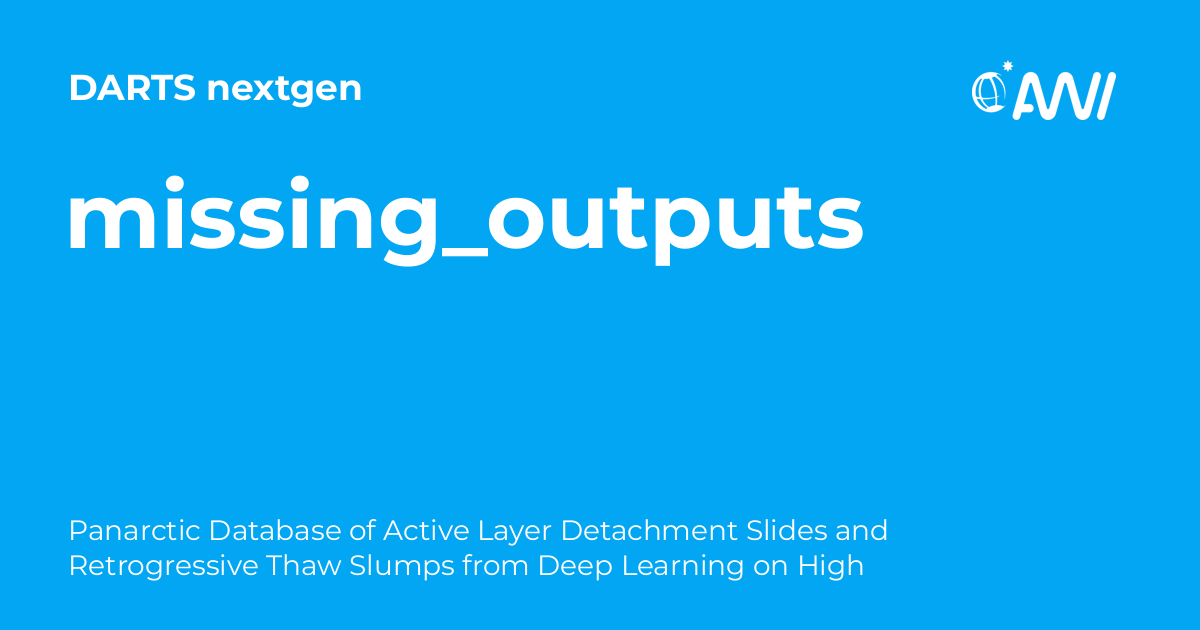 DARTS nextgen
AWI
missing_outputs
Panarctic Database of Active Layer Detachment Slides and
Retrogressive Thaw Slumps from Deep Learning on High